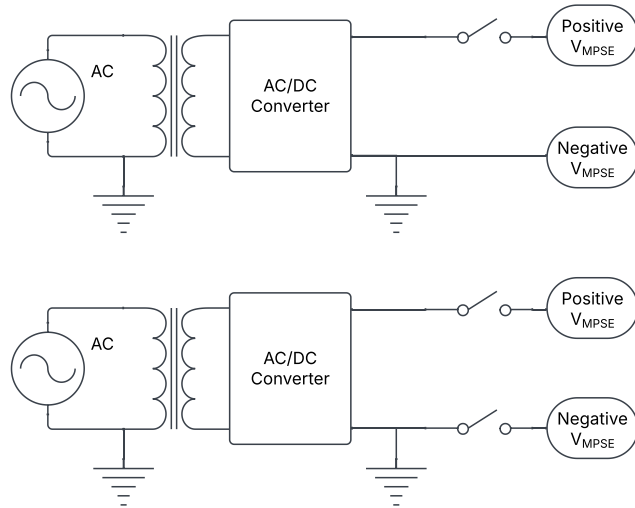 AC
AC/DC
Converter
Positive
VMPSE
Negative
VMPSE
AC
AC/DC
Converter
Positive
VMPSE
Negative
VMPSE